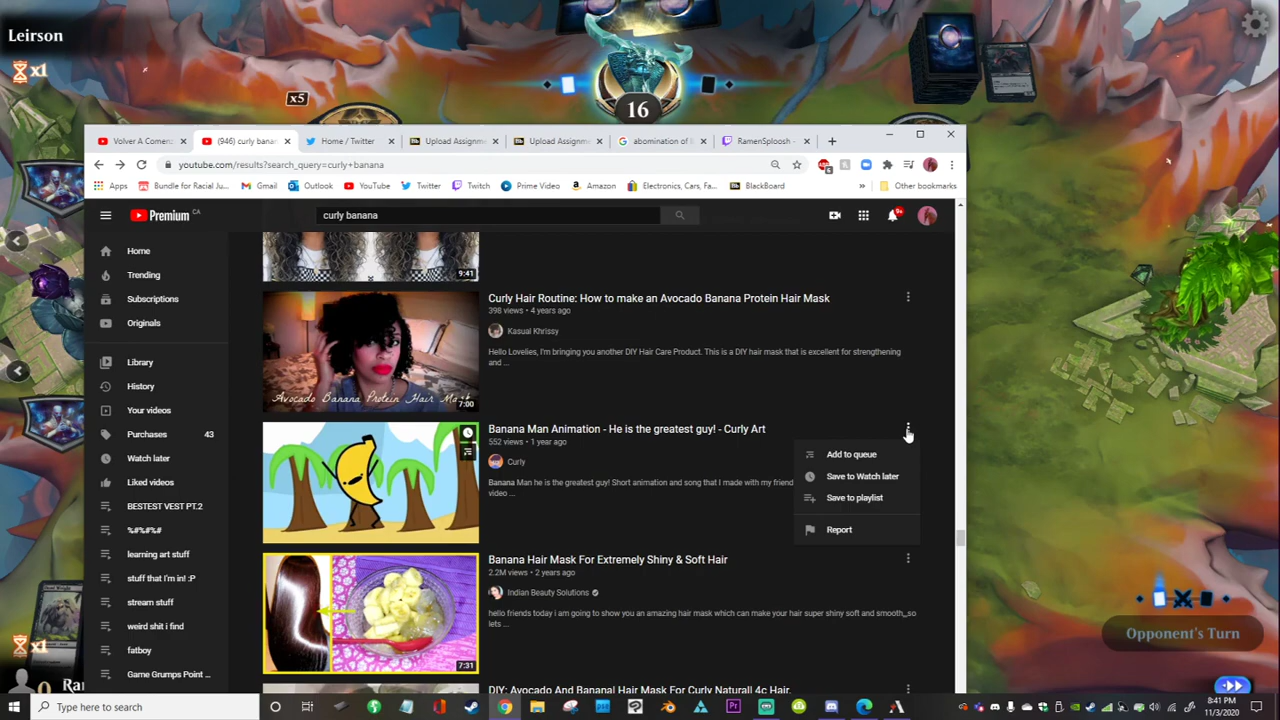 Leirson
x1
x5
16
Volver A Comenz
(946) curly banan
Home / Twitter
Upload Assignm
Upload Assignm
abomination of
RamenSploosh -
youtube.com/results?search_query=curly+banana
Apps
Bundle for Racial Ju...
Gmail
Outlook
YouTube
Twitter
Twitch
Prime Video
Amazon
Electronics, Cars, Fa...
BlackBoard
Other bookmarks
Premium CA
curly banana
9+
Home
Trending
Subscriptions
Originals
Library
History
Your videos
Purchases 43
Watch later
Liked videos
BESTEST VEST PT.2
%#%#%#
learning art stuff
stuff that I'm in! :P
stream stuff
weird shit i find
fatboy
Game Grumps Point ...
9:41
Curly Hair Routine: How to make an Avocado Banana Protein Hair Mask
398 views • 4 years ago
Kasual Khrissy
Hello Lovelies, I'm bringing you another DIY Hair Care Product. This is a DIY hair mask that is excellent for strengthening
and ...
Avocado Banana Protein Hair Mask
7:00
Banana Man Animation - He is the greatest guy! - Curly Art
552 views • 1 year ago
Curly
Banana Man he is the greatest guy! Short animation and song that I made with my friend
video ...
Add to queue
Save to Watch later
Save to playlist
Report
Banana Hair Mask For Extremely Shiny & Soft Hair
2.2M views • 2 years ago
Indian Beauty Solutions
hello friends today i am going to show you an amazing hair mask which can make your hair super shiny soft and smooth,,so
lets ...
7:31
DIY: Avocado And Banana! Hair Mask For Curly Naturall 4c Hair.
x1
Opponent's Turn
Type here to search
8:41 PM
11/3/2020